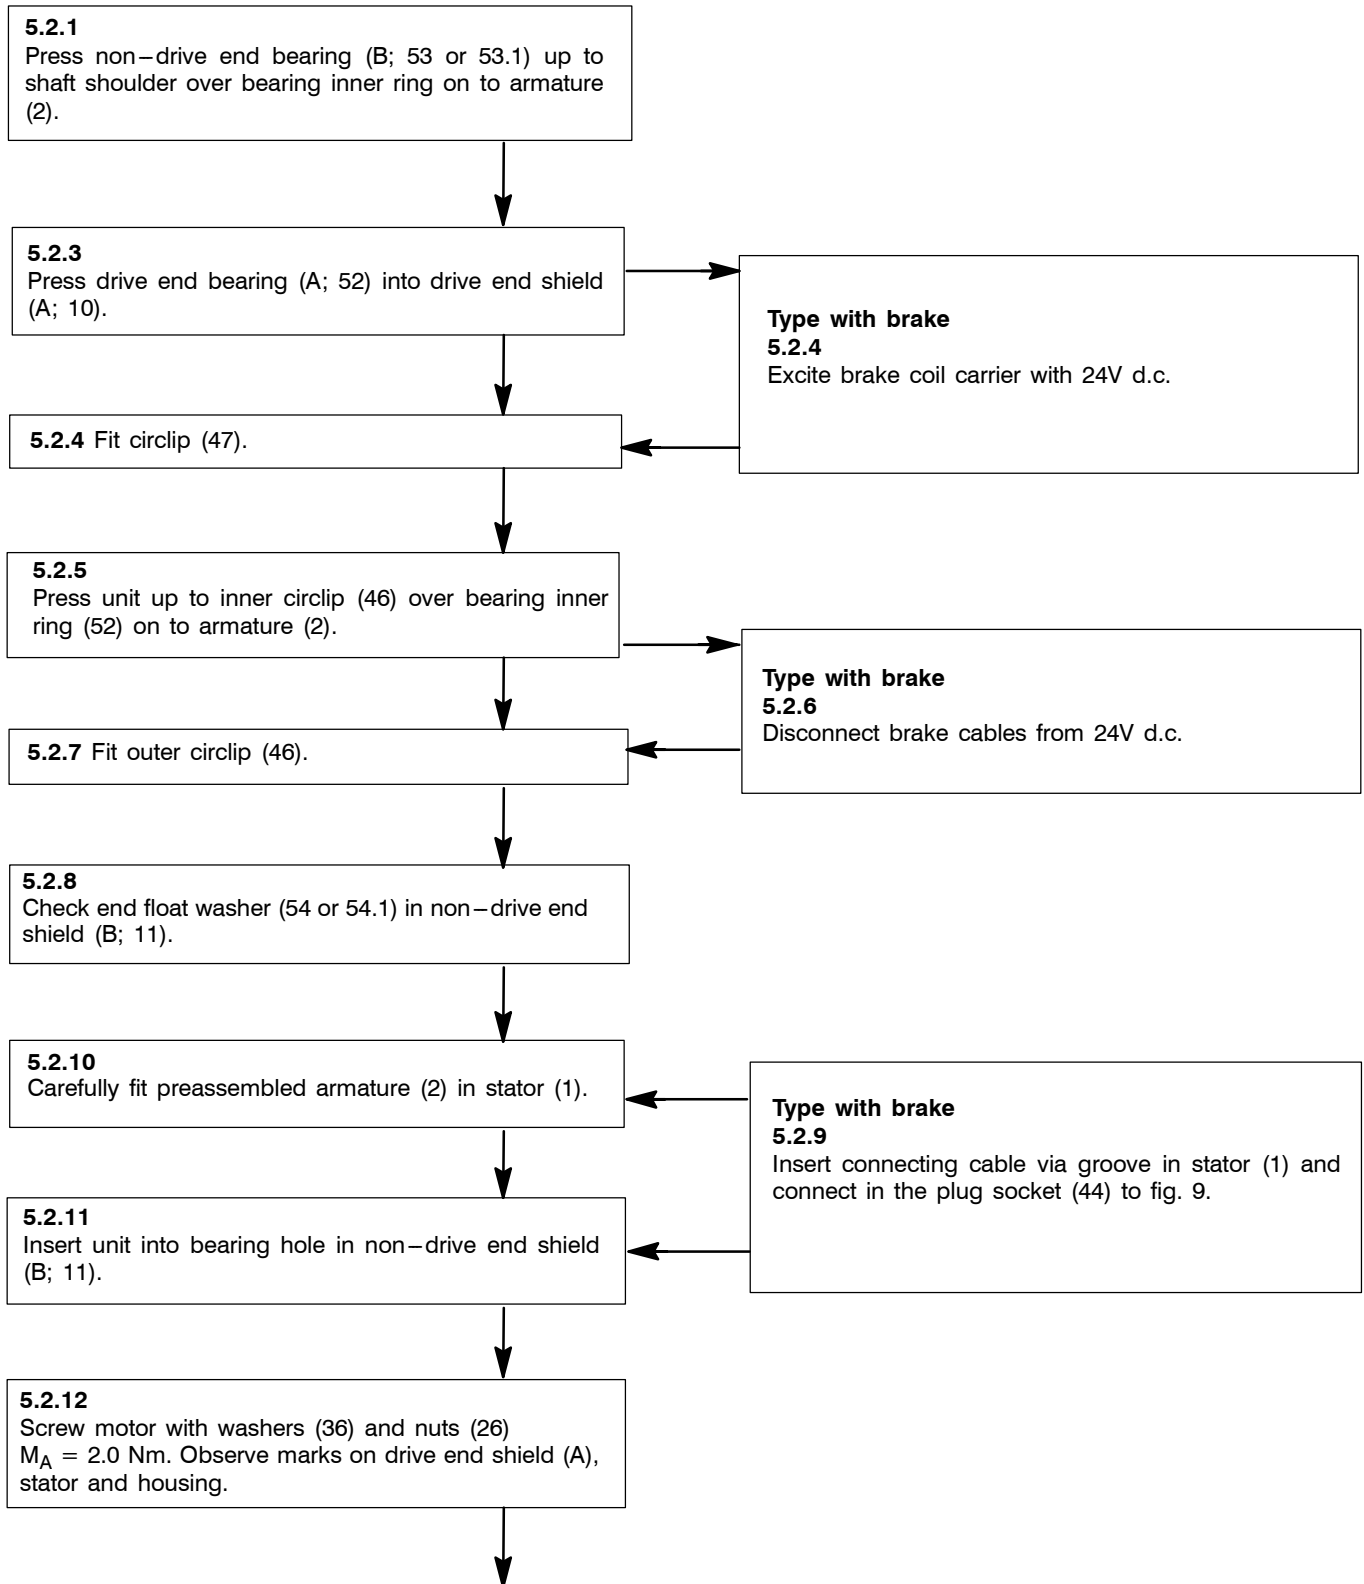 5.2.1
Press non–drive end bearing (B; 53 or 53.1) up to
shaft shoulder over bearing inner ring on to armature
(2).
5.2.3
Press drive end bearing (A; 52) into drive end shield
(A; 10).
Type with brake
5.2.4
Excite brake coil carrier with 24V d.c.
5.2.4 Fit circlip (47).
5.2.5
Press unit up to inner circlip (46) over bearing inner
ring (52) on to armature (2).
Type with brake
5.2.6
Disconnect brake cables from 24V d.c.
5.2.7 Fit outer circlip (46).
5.2.8
Check end float washer (54 or 54.1) in non–drive end
shield (B; 11).
5.2.10
Carefully fit preassembled armature (2) in stator (1).
Type with brake
5.2.9
Insert connecting cable via groove in stator (1) and
connect in the plug socket (44) to fig. 9.
5.2.11
Insert unit into bearing hole in non–drive end shield
(B; 11).
5.2.12
Screw motor with washers (36) and nuts (26)
M_A = 2.0 Nm. Observe marks on drive end shield (A),
stator and housing.